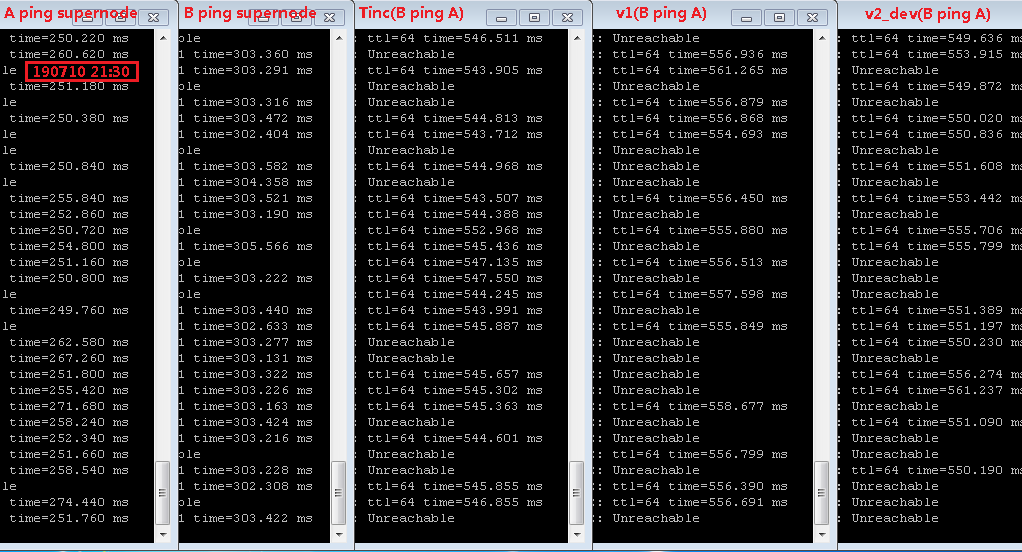 A ping supernode
time=250.220 ms
time=260.620 ms
le
190710 21:30
time=251.180 ms
time=250.380 ms
le
time=250.840 ms
le
time=255.840 ms
time=252.860 ms
time=250.720 ms
time=254.800 ms
time=251.160 ms
time=250.800 ms
le
time=249.760 ms
le
time=262.580 ms
time=267.260 ms
time=251.800 ms
time=255.420 ms
time=271.680 ms
time=258.240 ms
time=252.340 ms
time=251.660 ms
time=258.540 ms
le
time=274.440 ms
time=251.760 ms
B ping supernode
ble
1 time=303.360 ms
1 time=303.291 ms
ble
1 time=303.316 ms
1 time=303.472 ms
1 time=302.404 ms
ble
1 time=303.582 ms
1 time=304.358 ms
1 time=303.521 ms
1 time=303.190 ms
ble
1 time=305.566 ms
ble
1 time=303.222 ms
ble
1 time=303.440 ms
1 time=302.633 ms
1 time=303.277 ms
1 time=303.131 ms
1 time=303.322 ms
1 time=303.226 ms
1 time=303.163 ms
1 time=303.424 ms
1 time=303.216 ms
ble
1 time=303.228 ms
1 time=302.308 ms
ble
1 time=303.422 ms
Tinc(B ping A)
: ttl=64 time=546.511 ms
: Unreachable
: ttl=64 time=543.905 ms
: Unreachable
: Unreachable
: ttl=64 time=544.813 ms
: ttl=64 time=543.712 ms
: Unreachable
: ttl=64 time=544.968 ms
: Unreachable
: ttl=64 time=543.507 ms
: ttl=64 time=544.388 ms
: ttl=64 time=552.968 ms
: ttl=64 time=545.436 ms
: ttl=64 time=547.135 ms
: ttl=64 time=547.550 ms
: ttl=64 time=544.245 ms
: ttl=64 time=543.991 ms
: ttl=64 time=545.887 ms
: Unreachable
: Unreachable
: ttl=64 time=545.657 ms
: ttl=64 time=545.302 ms
: ttl=64 time=545.363 ms
: Unreachable
: ttl=64 time=544.601 ms
: Unreachable
: Unreachable
: ttl=64 time=545.855 ms
: ttl=64 time=546.855 ms
: Unreachable
v1(B ping A)
:: Unreachable
:: ttl=64 time=556.936 ms
:: ttl=64 time=561.265 ms
:: Unreachable
:: ttl=64 time=556.879 ms
:: ttl=64 time=556.868 ms
:: ttl=64 time=554.693 ms
:: Unreachable
:: Unreachable
:: Unreachable
:: ttl=64 time=556.450 ms
:: Unreachable
:: ttl=64 time=555.880 ms
:: Unreachable
:: ttl=64 time=556.513 ms
:: Unreachable
:: ttl=64 time=557.598 ms
:: Unreachable
:: ttl=64 time=555.849 ms
:: Unreachable
:: Unreachable
:: Unreachable
:: Unreachable
:: ttl=64 time=558.677 ms
:: Unreachable
:: Unreachable
:: ttl=64 time=556.799 ms
:: Unreachable
:: ttl=64 time=556.390 ms
:: ttl=64 time=556.691 ms
:: Unreachable
v2_dev(B ping A)
ttl=64 time=549.636 ms
ttl=64 time=553.915 ms
Unreachable
ttl=64 time=549.872 ms
Unreachable
ttl=64 time=550.020 ms
ttl=64 time=550.836 ms
Unreachable
ttl=64 time=551.608 ms
Unreachable
ttl=64 time=553.442 ms
Unreachable
ttl=64 time=555.706 ms
ttl=64 time=555.799 ms
Unreachable
Unreachable
Unreachable
ttl=64 time=551.389 ms
ttl=64 time=551.197 ms
ttl=64 time=550.230 ms
Unreachable
ttl=64 time=556.274 ms
ttl=64 time=561.237 ms
Unreachable
ttl=64 time=551.090 ms
Unreachable
Unreachable
ttl=64 time=550.190 ms
Unreachable
Unreachable
Unreachable